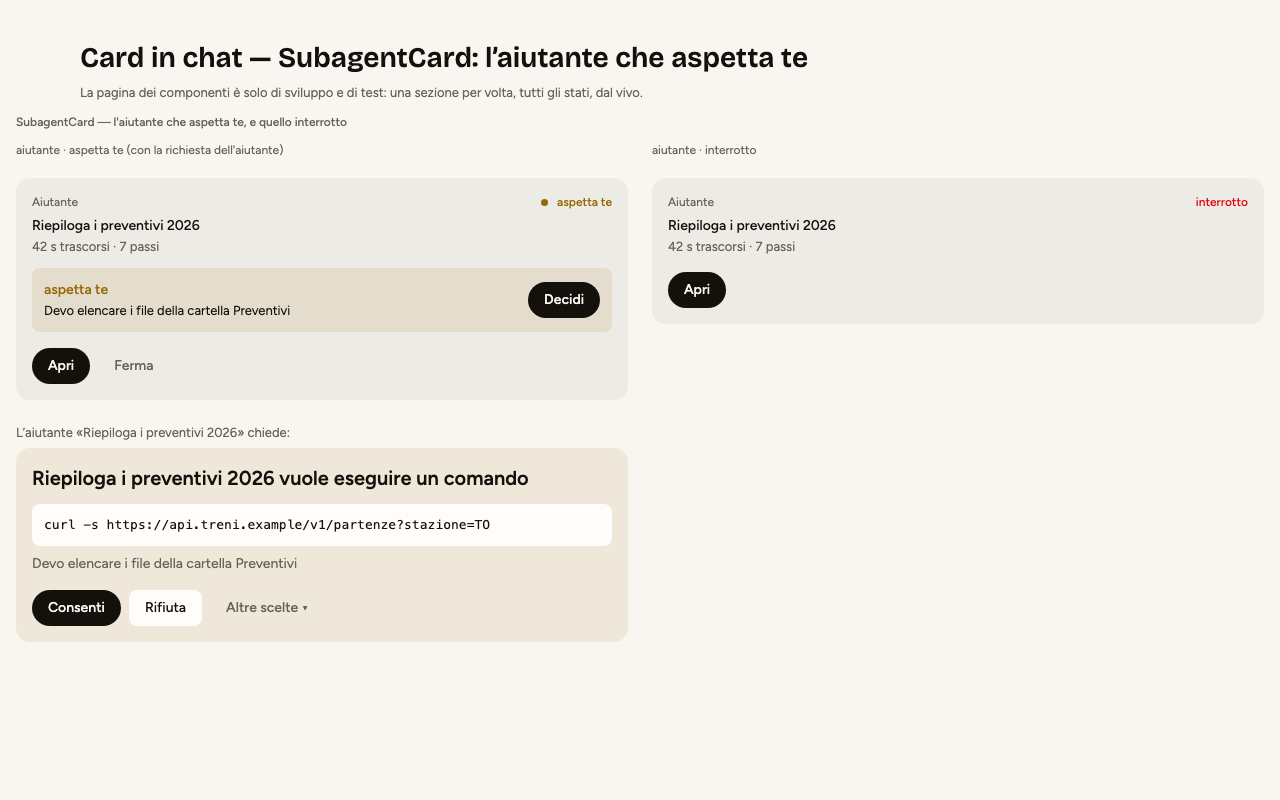 Card in chat — SubagentCard: l’aiutante che aspetta te
La pagina dei componenti è solo di sviluppo e di test: una sezione per volta, tutti gli stati, dal vivo.
SubagentCard — l'aiutante che aspetta te, e quello interrotto
aiutante · aspetta te (con la richiesta dell'aiutante)
Aiutante
aspetta te
Riepiloga i preventivi 2026
42 s trascorsi · 7 passi
aspetta te
Devo elencare i file della cartella Preventivi
Decidi
Apri
Ferma
L’aiutante «Riepiloga i preventivi 2026» chiede:
Riepiloga i preventivi 2026 vuole eseguire un comando
curl -s https://api.treni.example/v1/partenze?stazione=TO
Devo elencare i file della cartella Preventivi
Consenti
Rifiuta
Altre scelte ▾
aiutante · interrotto
Aiutante
interrotto
Riepiloga i preventivi 2026
42 s trascorsi · 7 passi
Apri